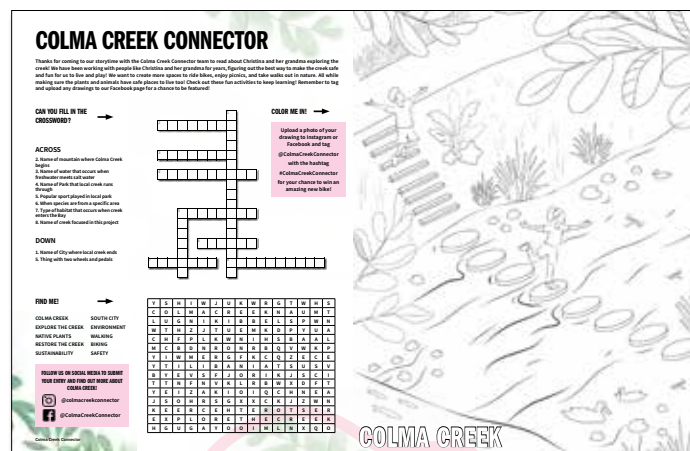 COLMA CREEK CONNECTOR
Thanks for coming to our storytime with the Colma Creek Connector team to read about Christina and her grandma exploring the
creek! We have been working with people like Christina and her grandma for years, figuring out the best way to make the creek safe
and fun for us to live and play! We want to create more spaces to ride bikes, enjoy picnics, and take walks out in nature. All while
making sure the plants and animals have safe places to live too! Check out these fun activities to keep learning! Remember to tag
and upload any drawings to our Facebook page for a chance to be featured!
CAN YOU FILL IN THE
CROSSWORD?
ACROSS
2. Name of mountain where Colma Creek
begins
3. Name of water that occurs when
freshwater meets salt water
4. Name of Park that local creek runs
through
5. Popular sport played in local park
6. When species are from a specific area
7. Type of habitat that occurs when creek
enters the Bay
8. Name of creek focused in this project
DOWN
1. Name of City where local creek ends
5. Thing with two wheels and pedals
COLOR ME IN!
Upload a photo of your
drawing to Instagram or
Facebook and tag
@ColmaCreekConnector
with the hashtag
#ColmaCreekConnector
for your chance to win an
amazing new bike!
FIND ME!
COLMA CREEK
EXPLORE THE CREEK
NATIVE PLANTS
RESTORE THE CREEK
SUSTAINABILITY
SOUTH CITY
ENVIRONMENT
WALKING
BIKING
SAFETY
FOLLOW US ON SOCIAL MEDIA TO SUBMIT
YOUR ENTRY AND FIND OUT MORE ABOUT
COLMA CREEK!
@colmacreekconnector
@ColmaCreekConnector
Y S H I W J U K W R G T W H S
C O L M A C R E E K N A U M T
L U G N I K I B B E L S P W N
W T H Z J T U E M K D P Y U A
C H F P L K W N I H S B A A L
M C B D N R O N R B Q V W K P
Y I W M E R G F K C Q Z E C E
Y T I L I B A N I A T S U S V
B Y E V S F J O R I K J S C I
T T N F N V K L R B W X D F T
Y E I Z A K I O I Q C H N E A
J S O H R S G X X C K J Z W N
K E E R C E H T E R O T S E R
E X P L O R E T H E C R E E K
H G U G A Y O O I M L N X Q O
Colma Creek Connector
COLMA CREEK